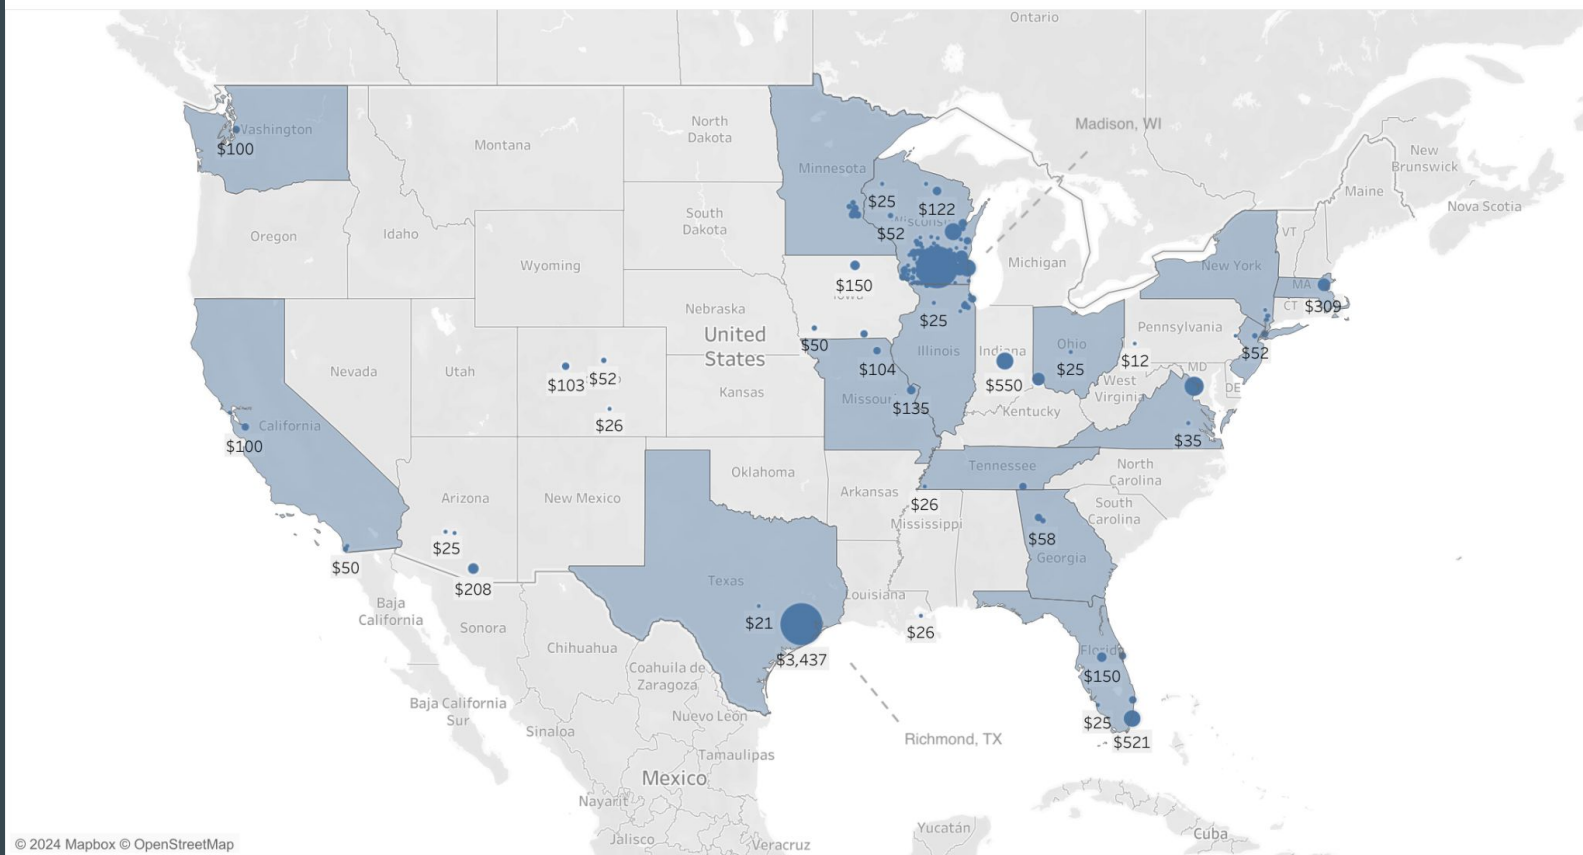 Ontario
Madison, WI
Washington
$100
North
Dakota
Montana
Minnesota
New
Brunswick
Maine
Nova Scotia
$25
$122
South
Dakota
Oregon
Idaho
$52
VT
Wyoming
Michigan
New York
$150
MA
CT
$309
Nebraska
$25
Pennsylvania
United
States
$50
Illinois
Indiana
Ohio
$52
Nevada
Utah
$103
$52
$104
$550
$25
$12
MD
Kansas
West
Virginia
DE
$135
Kentucky
California
$26
$100
$35
Oklahoma
Tennessee
North
Carolina
Arizona
New Mexico
Arkansas
$26
South
Carolina
Mississippi
$25
$58
Georgia
$50
$208
Texas
Baja
California
Louisiana
Sonora
$21
$26
Chihuahua
Florida
$3,437
Coahuila de
Zaragoza
$150
Baja California
Sur
Nuevo León
$25
$521
Sinaloa
Richmond, TX
Tamaulipas
Mexico
Nayarit
Yucatán
Cuba
Jalisco
Veracruz
© 2024 Mapbox © OpenStreetMap